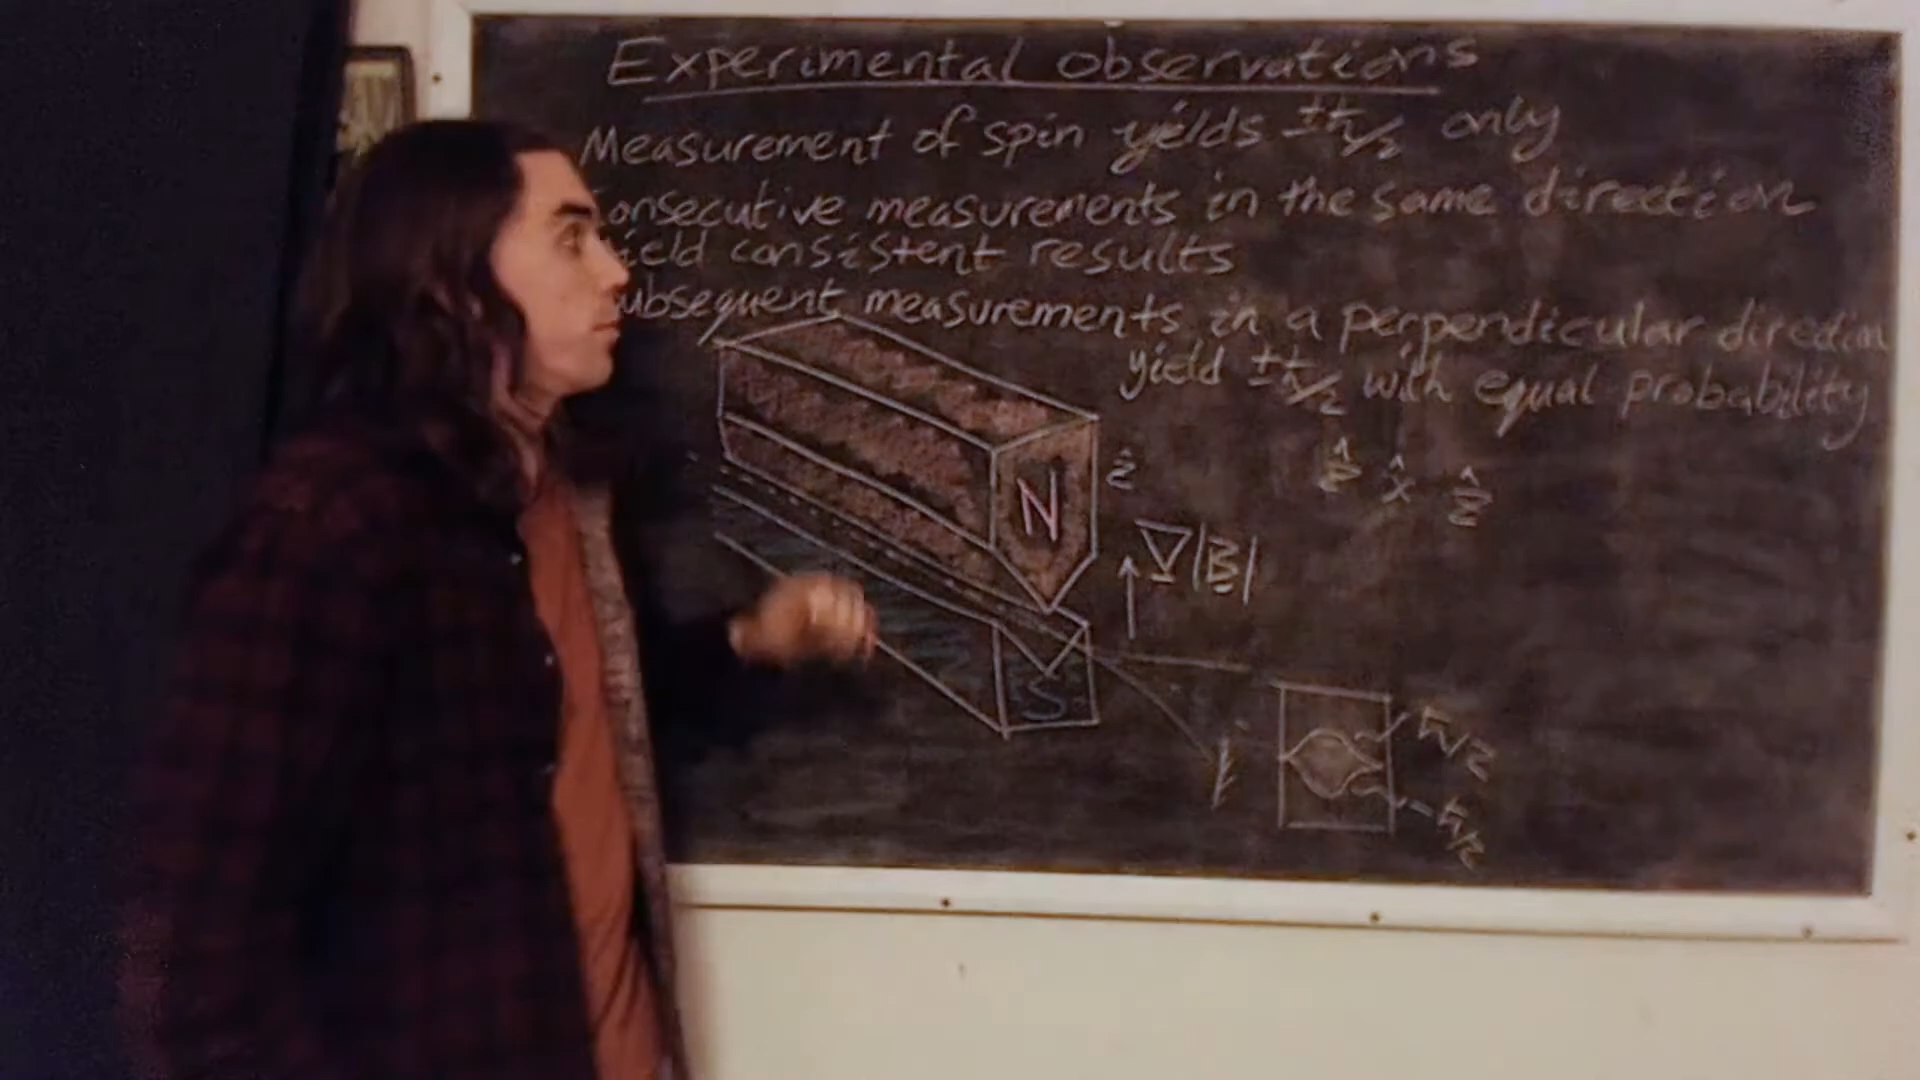 Experimental observations
Measurement of spin yields ±ħ/2 only
onsecutive measurements in the same direction
ield consistent results
ubsequent measurements in a perpendicular direction
yield ±ħ/2 with equal probability
ẑ x̂ ẑ
ẑ
N
∇|B|
S
ħ/2
-ħ/2